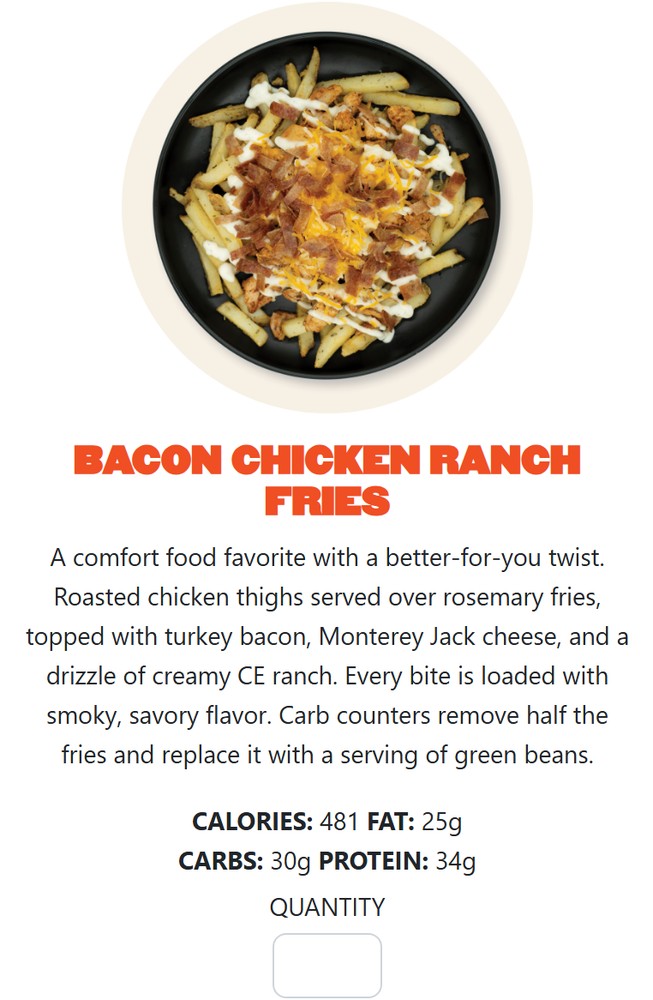 BACON CHICKEN RANCH
FRIES
A comfort food favorite with a better-for-you twist.
Roasted chicken thighs served over rosemary fries,
topped with turkey bacon, Monterey Jack cheese, and a
drizzle of creamy CE ranch. Every bite is loaded with
smoky, savory flavor. Carb counters remove half the
fries and replace it with a serving of green beans.
CALORIES: 481 FAT: 25g
CARBS: 30g PROTEIN: 34g
QUANTITY